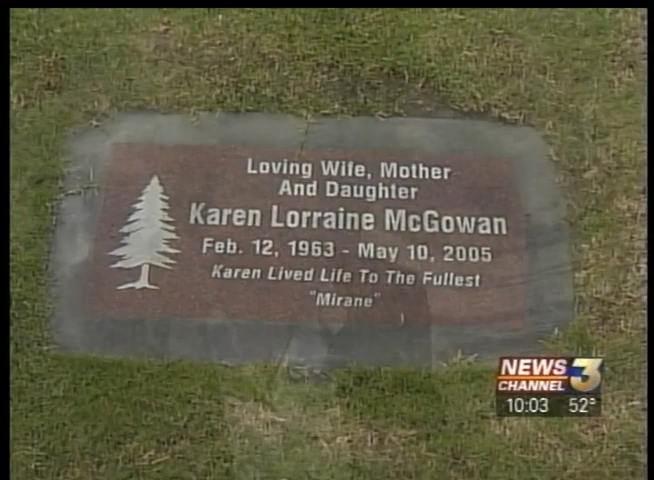 Loving Wife, Mother
And Daughter
Karen Lorraine McGowan
Feb. 12, 1963 - May 10, 2005
Karen Lived Life To The Fullest
"Mirane"
NEWS
CHANNEL 3
10:03 52°